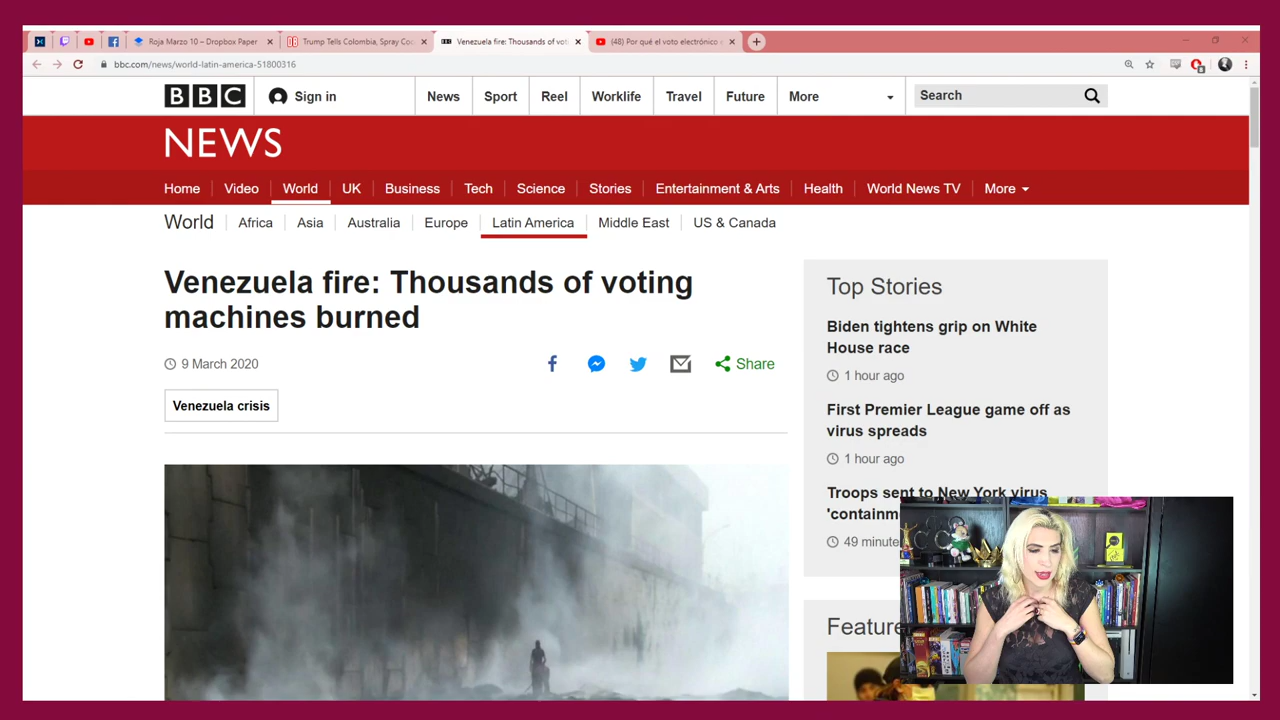 Roja Marzo 10 – Dropbox Paper
Trump Tells Colombia, Spray Coc
Venezuela fire: Thousands of voti
(48) Por qué el voto electrónico e
bbc.com/news/world-latin-america-51800316
BBC
Sign in
News
Sport
Reel
Worklife
Travel
Future
More
Search
NEWS
Home
Video
World
UK
Business
Tech
Science
Stories
Entertainment & Arts
Health
World News TV
More
World
Africa
Asia
Australia
Europe
Latin America
Middle East
US & Canada
Venezuela fire: Thousands of voting
machines burned
9 March 2020
Share
Venezuela crisis
Top Stories
Biden tightens grip on White
House race
1 hour ago
First Premier League game off as
virus spreads
1 hour ago
Troops sent to New York virus
'containm
49 minute
Feature